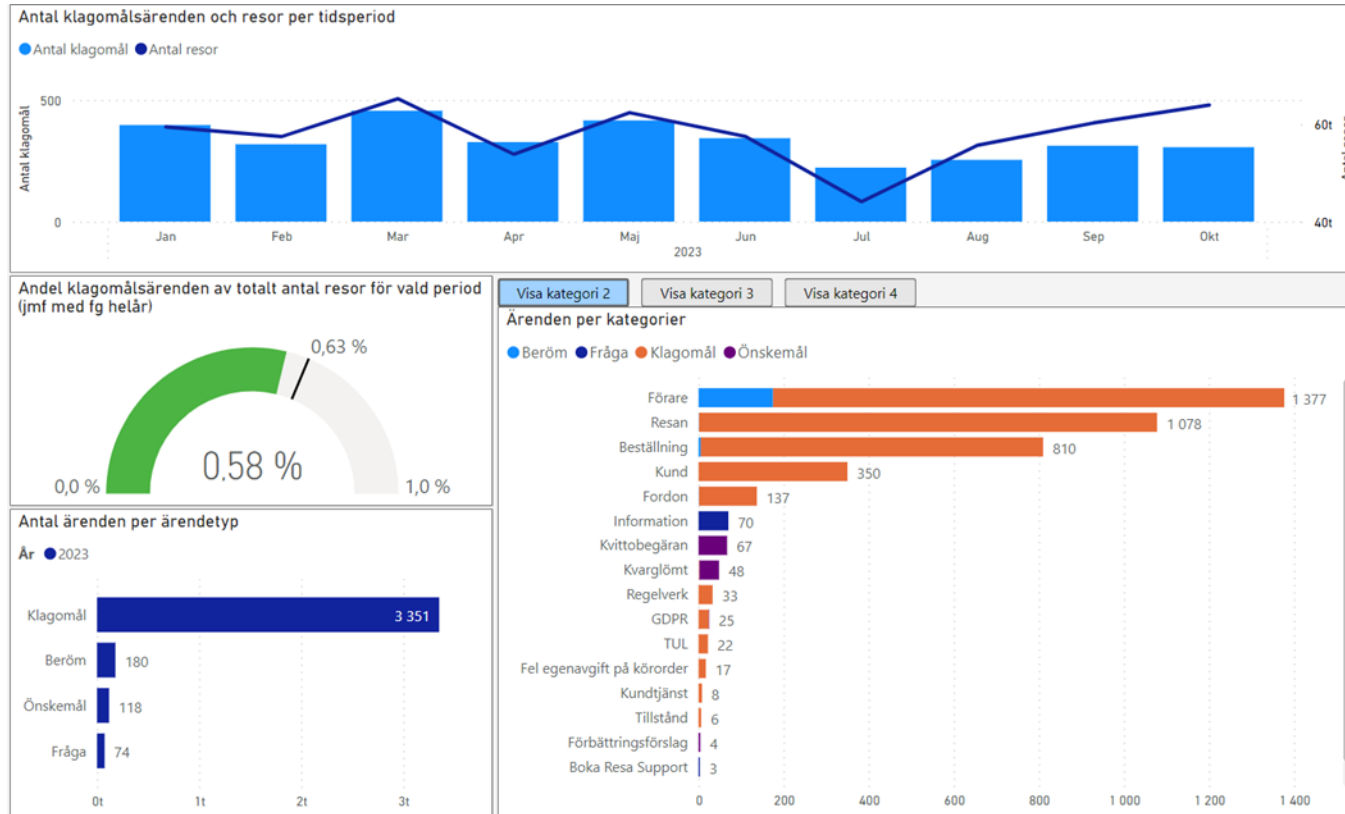 Antal klagomålsärenden och resor per tidsperiod
Antal klagomål Antal resor
Antal klagomål
500
0
60t
40t
Jan Feb Mar Apr Maj Jun Jul Aug Sep Okt
2023
Andel klagomålsärenden av totalt antal resor för vald period
(jmf med fg helår)
0,63 %
0,58 %
0,0 % 1,0 %
Antal ärenden per ärendetyp
År 2023
Klagomål 3 351
Beröm 180
Önskemål 118
Fråga 74
0t 1t 2t 3t
Visa kategori 2 Visa kategori 3 Visa kategori 4
Ärenden per kategorier
Beröm Fråga Klagomål Önskemål
Förare 1 377
Resan 1 078
Beställning 810
Kund 350
Fordon 137
Information 70
Kvittobegäran 67
Kvarglömt 48
Regelverk 33
GDPR 25
TUL 22
Fel egenavgift på körorder 17
Kundtjänst 8
Tillstånd 6
Förbättringsförslag 4
Boka Resa Support 3
0 200 400 600 800 1 000 1 200 1 400